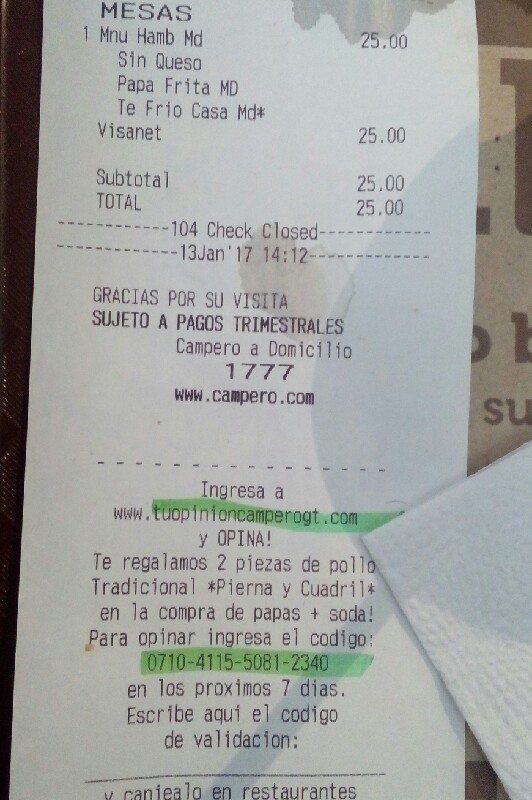 MESAS
1 Mnu Hamb Md 25.00
Sin Queso
Papa Frita MD
Te Frio Casa Md*
Visanet 25.00
Subtotal 25.00
TOTAL 25.00
-----------104 Check Closed-----------
------------13Jan'17 14:12------------
GRACIAS POR SU VISITA
SUJETO A PAGOS TRIMESTRALES
Campero a Domicilio
1777
www.campero.com
Ingresa a
www.tuopinioncamperogt.com
y OPINA!
Te regalamos 2 piezas de pollo
Tradicional *Pierna y Cuadril*
en la compra de papas + soda!
Para opinar ingresa el codigo:
0710-4115-5081-2340
en los proximos 7 dias.
Escribe aqui el codigo
de validacion:
y canjealo en restaurantes
su